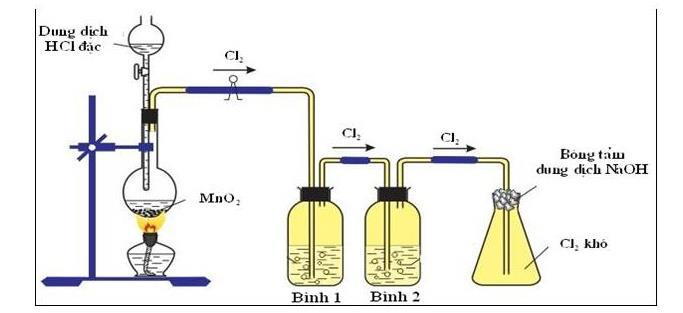 Dung dịch
HCl đặc
Cl₂
MnO₂
Cl₂
Cl₂
Bông tẩm
dung dịch NaOH
Cl₂ khô
Bình 1
Bình 2